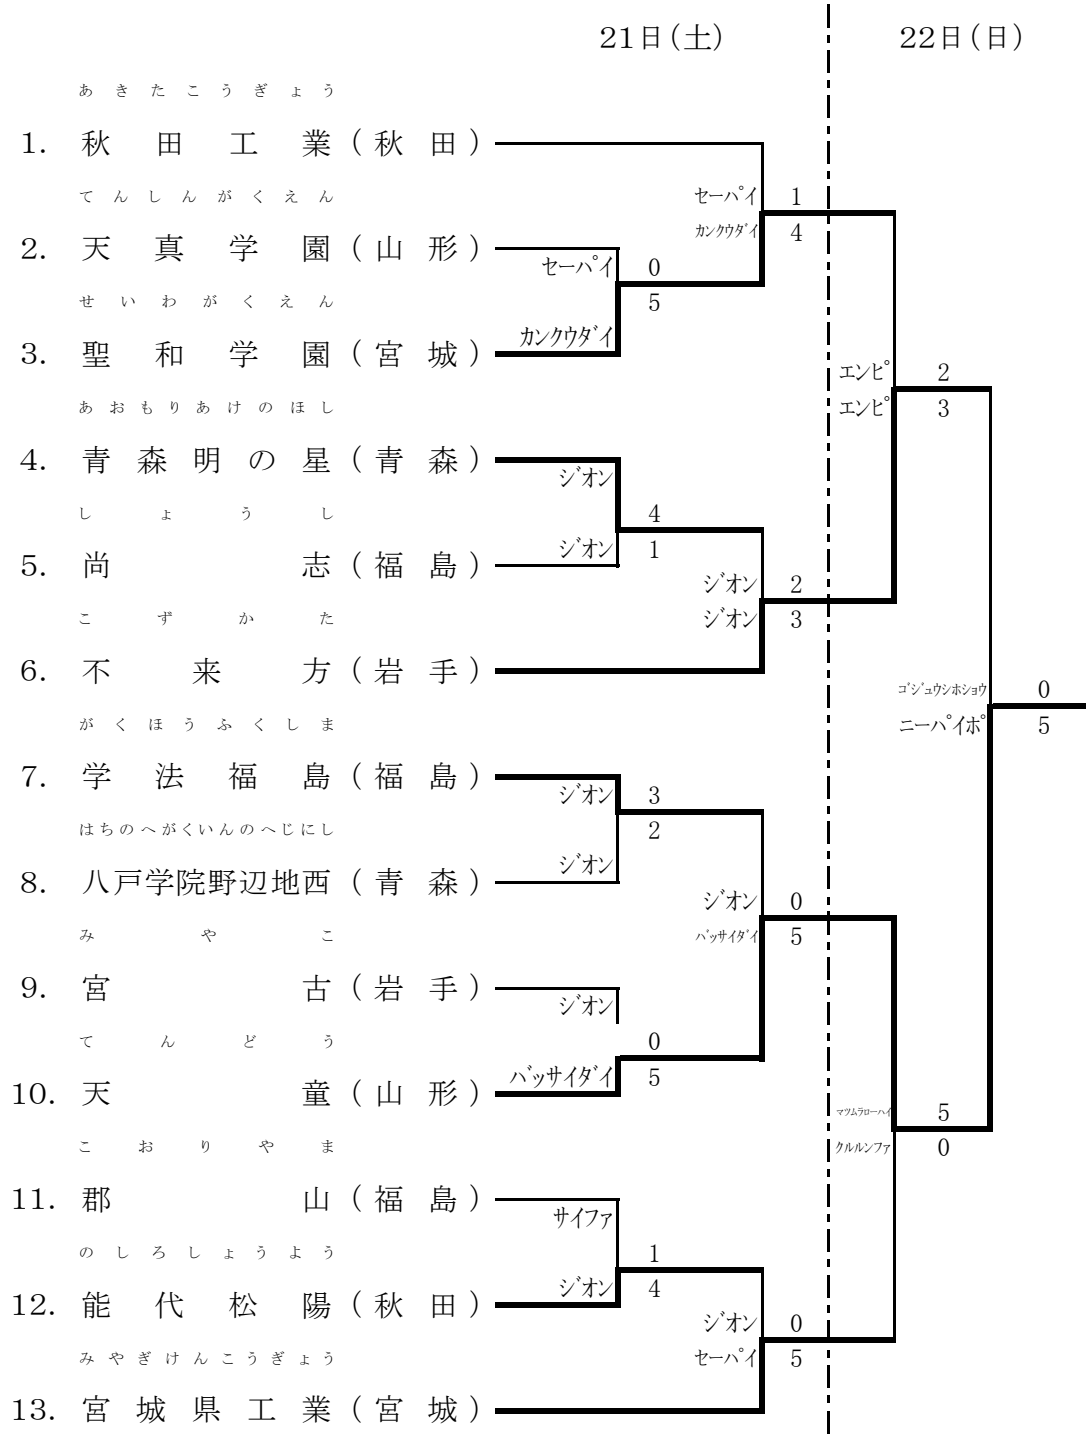 21日(土) 22日(日)
あきたこうぎょう
1. 秋田工業(秋田)
てんしんがくえん
セーパイ 1
カンクウダイ 4
2. 天真学園(山形)
セーパイ 0
せいわがくえん
5
カンクウダイ
3. 聖和学園(宮城)
エンピ 2
あおもりあけのほし
エンピ 3
4. 青森明の星(青森)
ジオン
しょうし
4
ジオン 1
5. 尚志(福島)
ジオン 2
こずかた
ジオン 3
6. 不来方(岩手)
ゴジュウシホショウ 0
がくほうふくしま
ニーパイポ 5
7. 学法福島(福島)
ジオン 3
はちのへがくいんのへじにし
2
ジオン
8. 八戸学院野辺地西(青森)
ジオン 0
みやこ
バッサイダイ 5
9. 宮古(岩手)
ジオン
てんどう
0
バッサイダイ 5
10. 天童(山形)
マツムラローハイ 5
こおりやま
クルルンファ 0
11. 郡山(福島)
サイファ
のしろしょうよう
1
ジオン 4
12. 能代松陽(秋田)
ジオン 0
みやぎけんこうぎょう
セーパイ 5
13. 宮城県工業(宮城)